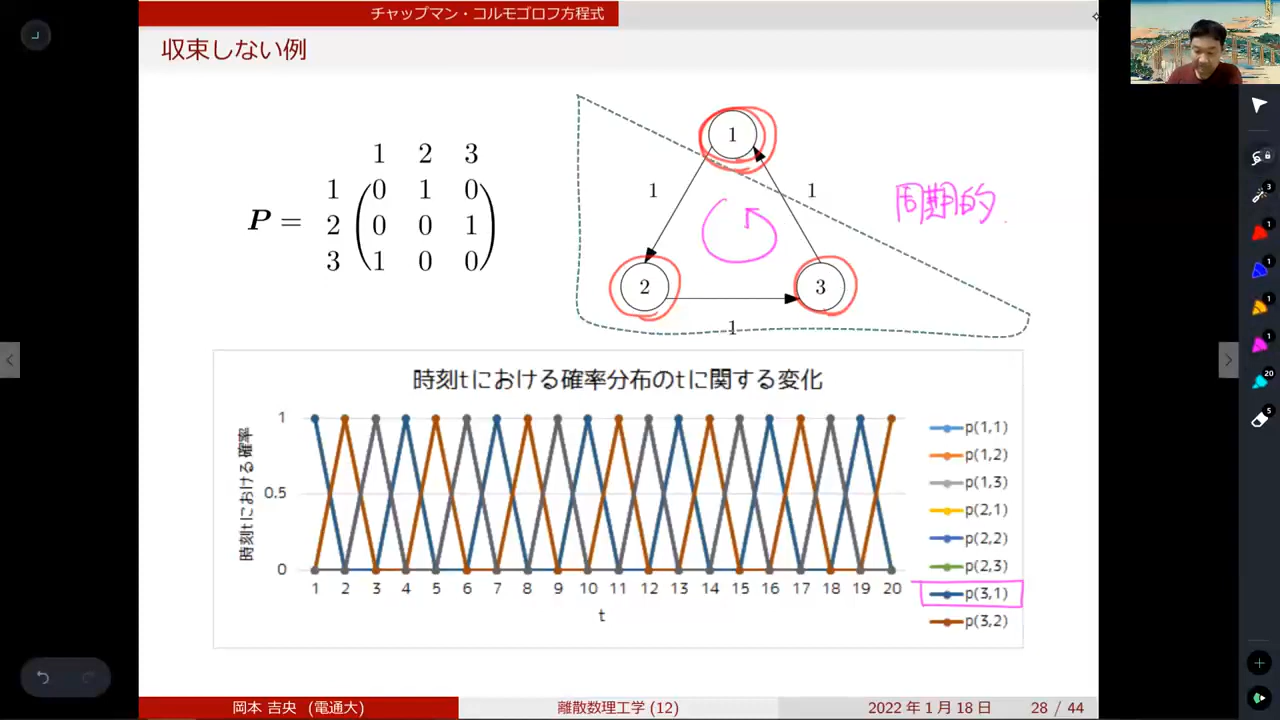 チャップマン・コルモゴロフ方程式
収束しない例
1 2 3
1 0 1 0
P = 2 0 0 1
3 1 0 0
1
1
1
2
3
1
周期的
時刻tにおける確率分布のtに関する変化
時刻tにおける確率
1
0.5
0
1 2 3 4 5 6 7 8 9 10 11 12 13 14 15 16 17 18 19 20
t
p(1,1)
p(1,2)
p(1,3)
p(2,1)
p(2,2)
p(2,3)
p(3,1)
p(3,2)
岡本 吉央 (電通大)
離散数理工学 (12)
2022 年 1 月 18 日
28 / 44
3
1
1
1
1
20
5